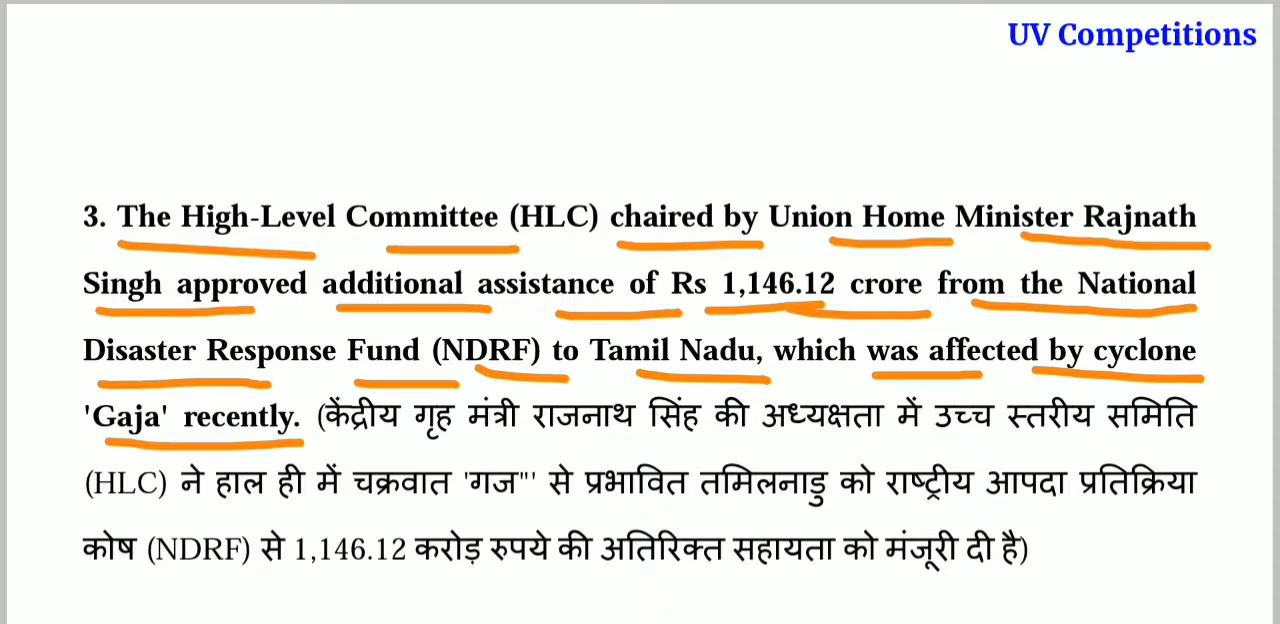 UV Competitions
3. The High-Level Committee (HLC) chaired by Union Home Minister Rajnath
Singh approved additional assistance of Rs 1,146.12 crore from the National
Disaster Response Fund (NDRF) to Tamil Nadu, which was affected by cyclone
'Gaja' recently. (केंद्रीय गृह मंत्री राजनाथ सिंह की अध्यक्षता में उच्च स्तरीय समिति
(HLC) ने हाल ही में चक्रवात 'गज"' से प्रभावित तमिलनाडु को राष्ट्रीय आपदा प्रतिक्रिया
कोष (NDRF) से 1,146.12 करोड़ रुपये की अतिरिक्त सहायता को मंजूरी दी है)